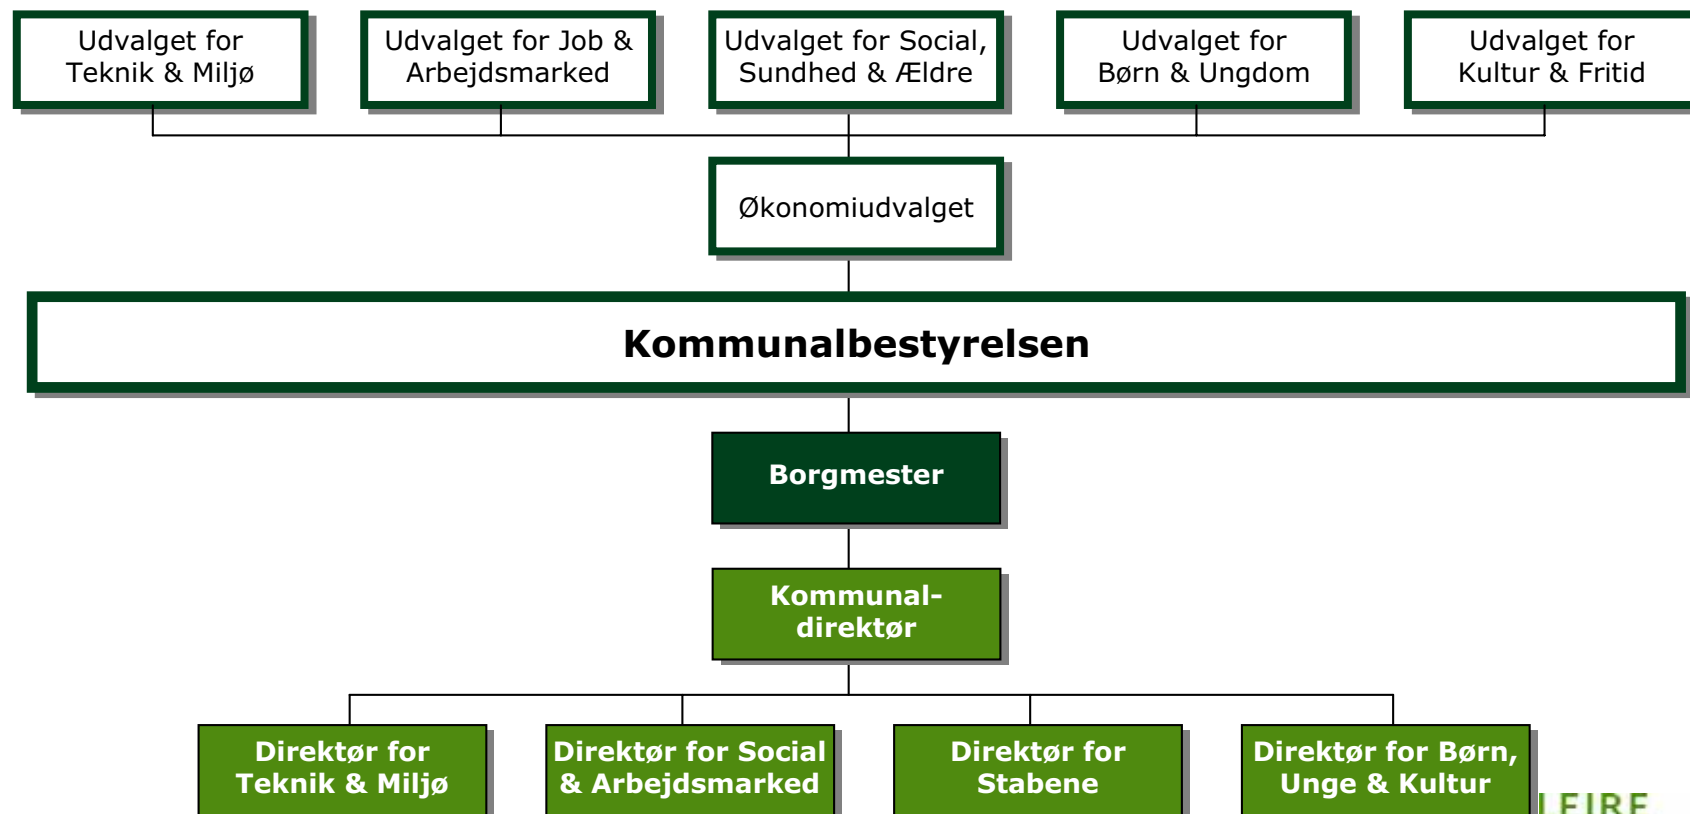 Udvalget for
Teknik & Miljø
Udvalget for Job &
Arbejdsmarked
Udvalget for Social,
Sundhed & Ældre
Udvalget for
Børn & Ungdom
Udvalget for
Kultur & Fritid
Økonomiudvalget
Kommunalbestyrelsen
Borgmester
Kommunal-
direktør
Direktør for
Teknik & Miljø
Direktør for Social
& Arbejdsmarked
Direktør for
Stabene
Direktør for Børn,
Unge & Kultur